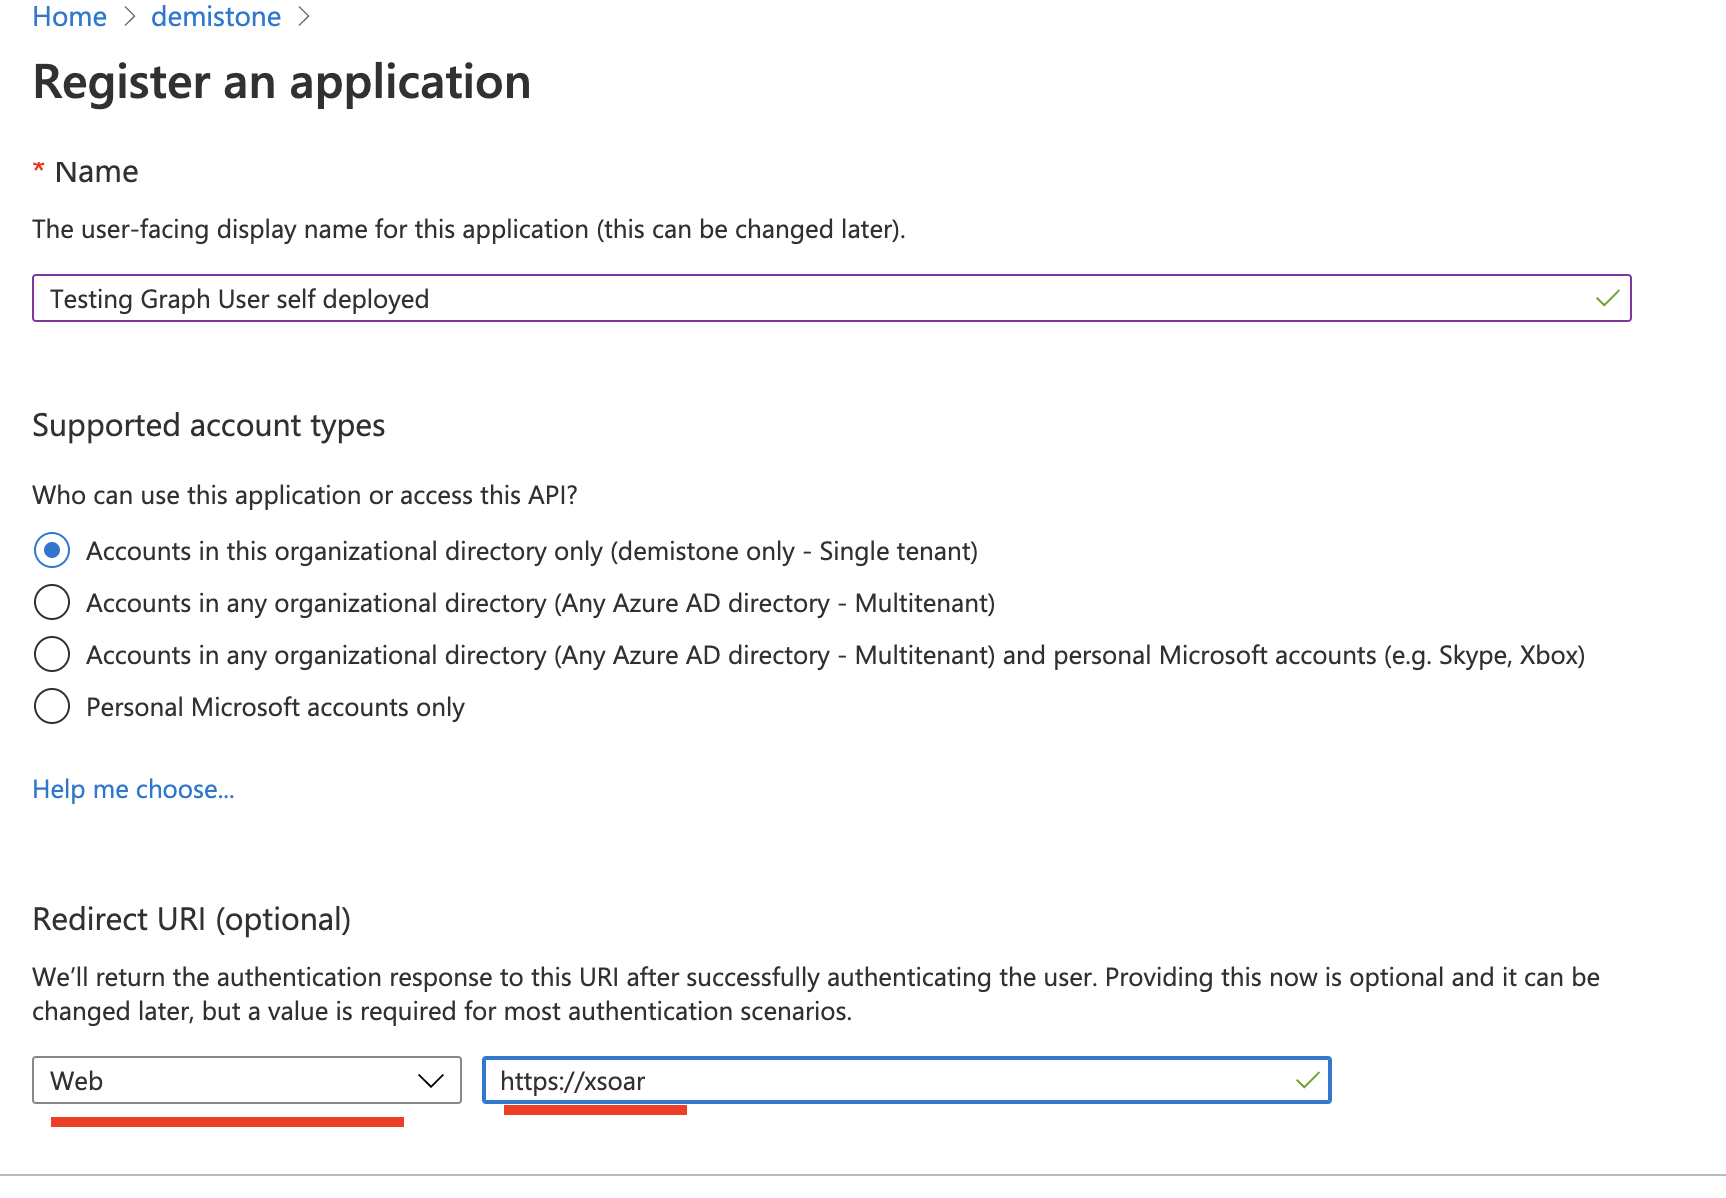 Home > demistone >
Register an application
* Name
The user-facing display name for this application (this can be changed later).
Testing Graph User self deployed
Supported account types
Who can use this application or access this API?
Accounts in this organizational directory only (demistone only - Single tenant)
Accounts in any organizational directory (Any Azure AD directory - Multitenant)
Accounts in any organizational directory (Any Azure AD directory - Multitenant) and personal Microsoft accounts (e.g. Skype, Xbox)
Personal Microsoft accounts only
Help me choose...
Redirect URI (optional)
We’ll return the authentication response to this URI after successfully authenticating the user. Providing this now is optional and it can be
changed later, but a value is required for most authentication scenarios.
Web https://xsoar